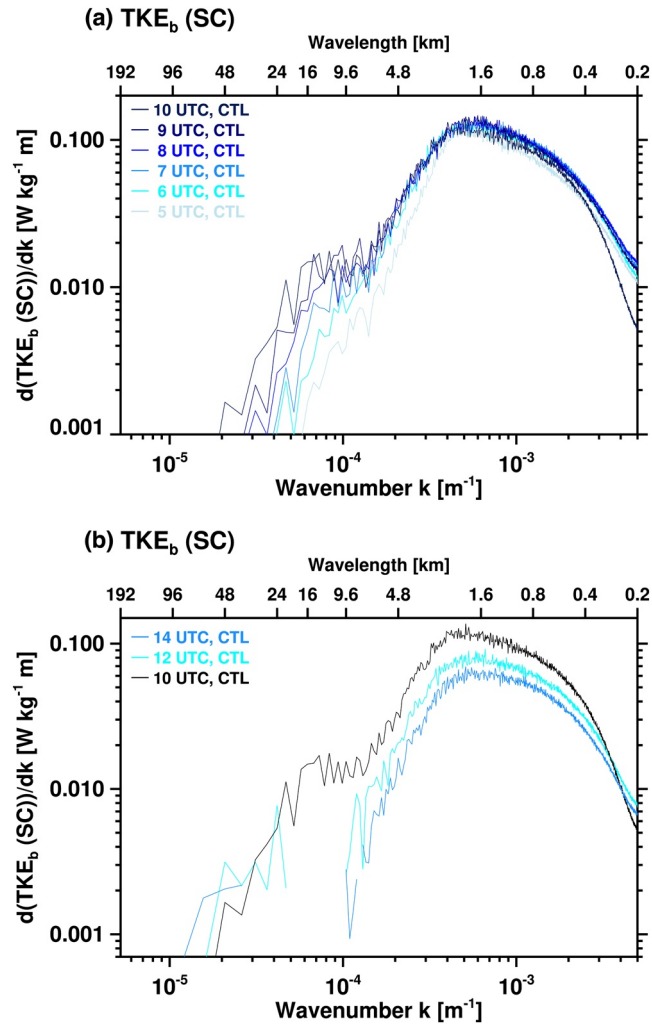 (a) TKEb (SC)
Wavelength [km]
192 96 48 24 16 9.6 4.8 1.6 0.8 0.4 0.2
10 UTC, CTL
9 UTC, CTL
8 UTC, CTL
7 UTC, CTL
6 UTC, CTL
5 UTC, CTL
0.100
0.010
0.001
d(TKEb (SC))/dk [W kg-1 m]
10-5 10-4 10-3
Wavenumber k [m-1]
(b) TKEb (SC)
Wavelength [km]
192 96 48 24 16 9.6 4.8 1.6 0.8 0.4 0.2
14 UTC, CTL
12 UTC, CTL
10 UTC, CTL
0.100
0.010
0.001
d(TKEb (SC))/dk [W kg-1 m]
10-5 10-4 10-3
Wavenumber k [m-1]